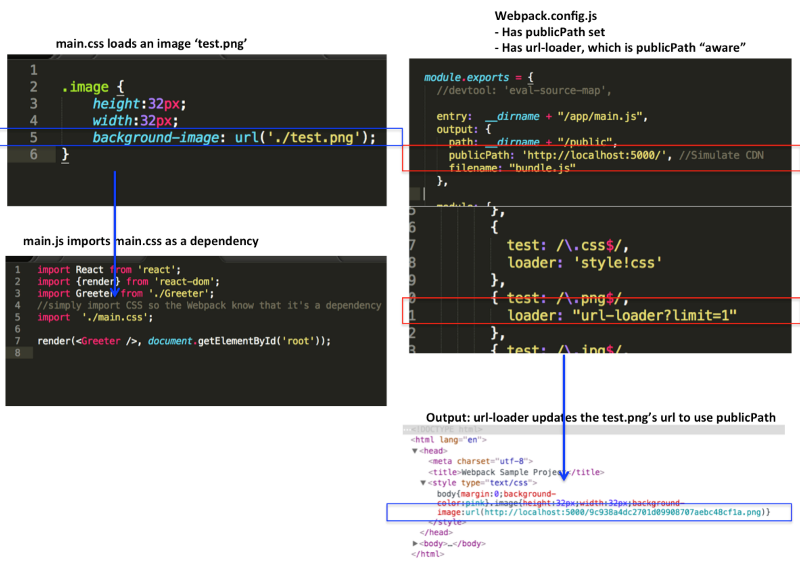 main.css loads an image ‘test.png’
1
2 .image {
3 height:32px;
4 width:32px;
5 background-image: url('./test.png');
6 }
main.js imports main.css as a dependency
1 import React from 'react';
2 import {render} from 'react-dom';
3 import Greeter from './Greeter';
4 //simply import CSS so the Webpack know that it's a dependency
5 import './main.css';
6
7 render(<Greeter />, document.getElementById('root'));
8
Webpack.config.js
- Has publicPath set
- Has url-loader, which is publicPath “aware”
module.exports = {
//devtool: 'eval-source-map',
entry: __dirname + "/app/main.js",
output: {
path: __dirname + "/public",
publicPath: 'http://localhost:5000/', //Simulate CDN
filename: "bundle.js"
},
module: {
5 },
6 {
7 test: /\.css$/,
8 loader: 'style!css'
9 },
0 { test: /\.png$/,
1 loader: "url-loader?limit=1"
2 },
3 { test: /\.jpg$/,
Output: url-loader updates the test.png’s url to use publicPath
<!DOCTYPE html>
<html lang="en">
▼<head>
<meta charset="utf-8">
<title>Webpack Sample Project</title>
▼<style type="text/css">
body{margin:0;background-
color:pink}.image{height:32px;width:32px;background-
image:url(http://localhost:5000/9c938a4dc2701d09908707aebc48cf1a.png)}
</style>
</head>
▶<body>…</body>
</html>